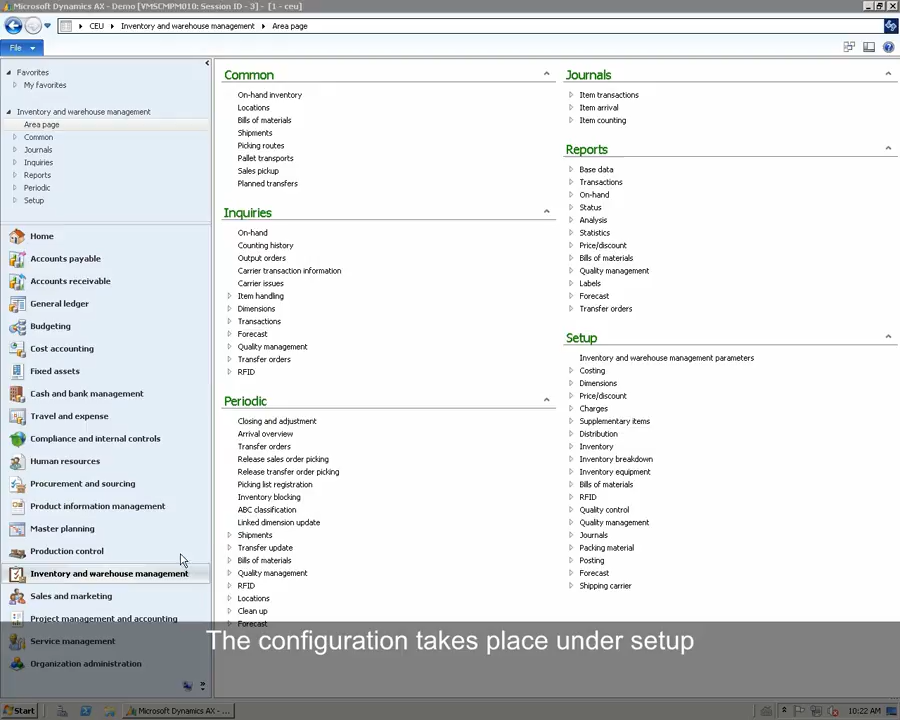 Microsoft Dynamics AX - Demo [VMSCMPM010: Session ID - 3] - [1 - ceu]
CEU
Inventory and warehouse management
Area page
File
Favorites
My favorites
Inventory and warehouse management
Area page
Common
Journals
Inquiries
Reports
Periodic
Setup
Home
Accounts payable
Accounts receivable
General ledger
Budgeting
Cost accounting
Fixed assets
Cash and bank management
Travel and expense
Compliance and internal controls
Human resources
Procurement and sourcing
Product information management
Master planning
Production control
Inventory and warehouse management
Sales and marketing
Project management and accounting
Service management
Organization administration
Common
On-hand inventory
Locations
Bills of materials
Shipments
Picking routes
Pallet transports
Sales pickup
Planned transfers
Inquiries
On-hand
Counting history
Output orders
Carrier transaction information
Carrier issues
Item handling
Dimensions
Transactions
Forecast
Quality management
Transfer orders
RFID
Periodic
Closing and adjustment
Arrival overview
Transfer orders
Release sales order picking
Release transfer order picking
Picking list registration
Inventory blocking
ABC classification
Linked dimension update
Shipments
Transfer update
Bills of materials
Quality management
RFID
Locations
Clean up
Forecast
Journals
Item transactions
Item arrival
Item counting
Reports
Base data
Transactions
On-hand
Status
Analysis
Statistics
Price/discount
Bills of materials
Quality management
Labels
Forecast
Transfer orders
Setup
Inventory and warehouse management parameters
Costing
Dimensions
Price/discount
Charges
Supplementary items
Distribution
Inventory
Inventory breakdown
Inventory equipment
Bills of materials
RFID
Quality control
Quality management
Journals
Packing material
Posting
Forecast
Shipping carrier
The configuration takes place under setup
Start
Microsoft Dynamics AX - ...
10:22 AM